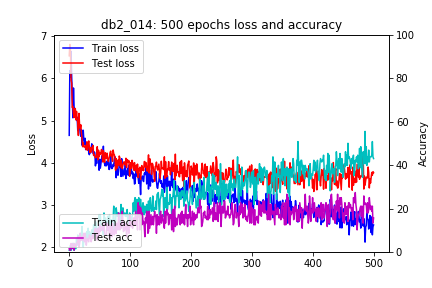 db2_014: 500 epochs loss and accuracy
Train loss
Test loss
Train acc
Test acc
Loss
7
6
5
4
3
2
Accuracy
100
80
60
40
20
0
0
100
200
300
400
500